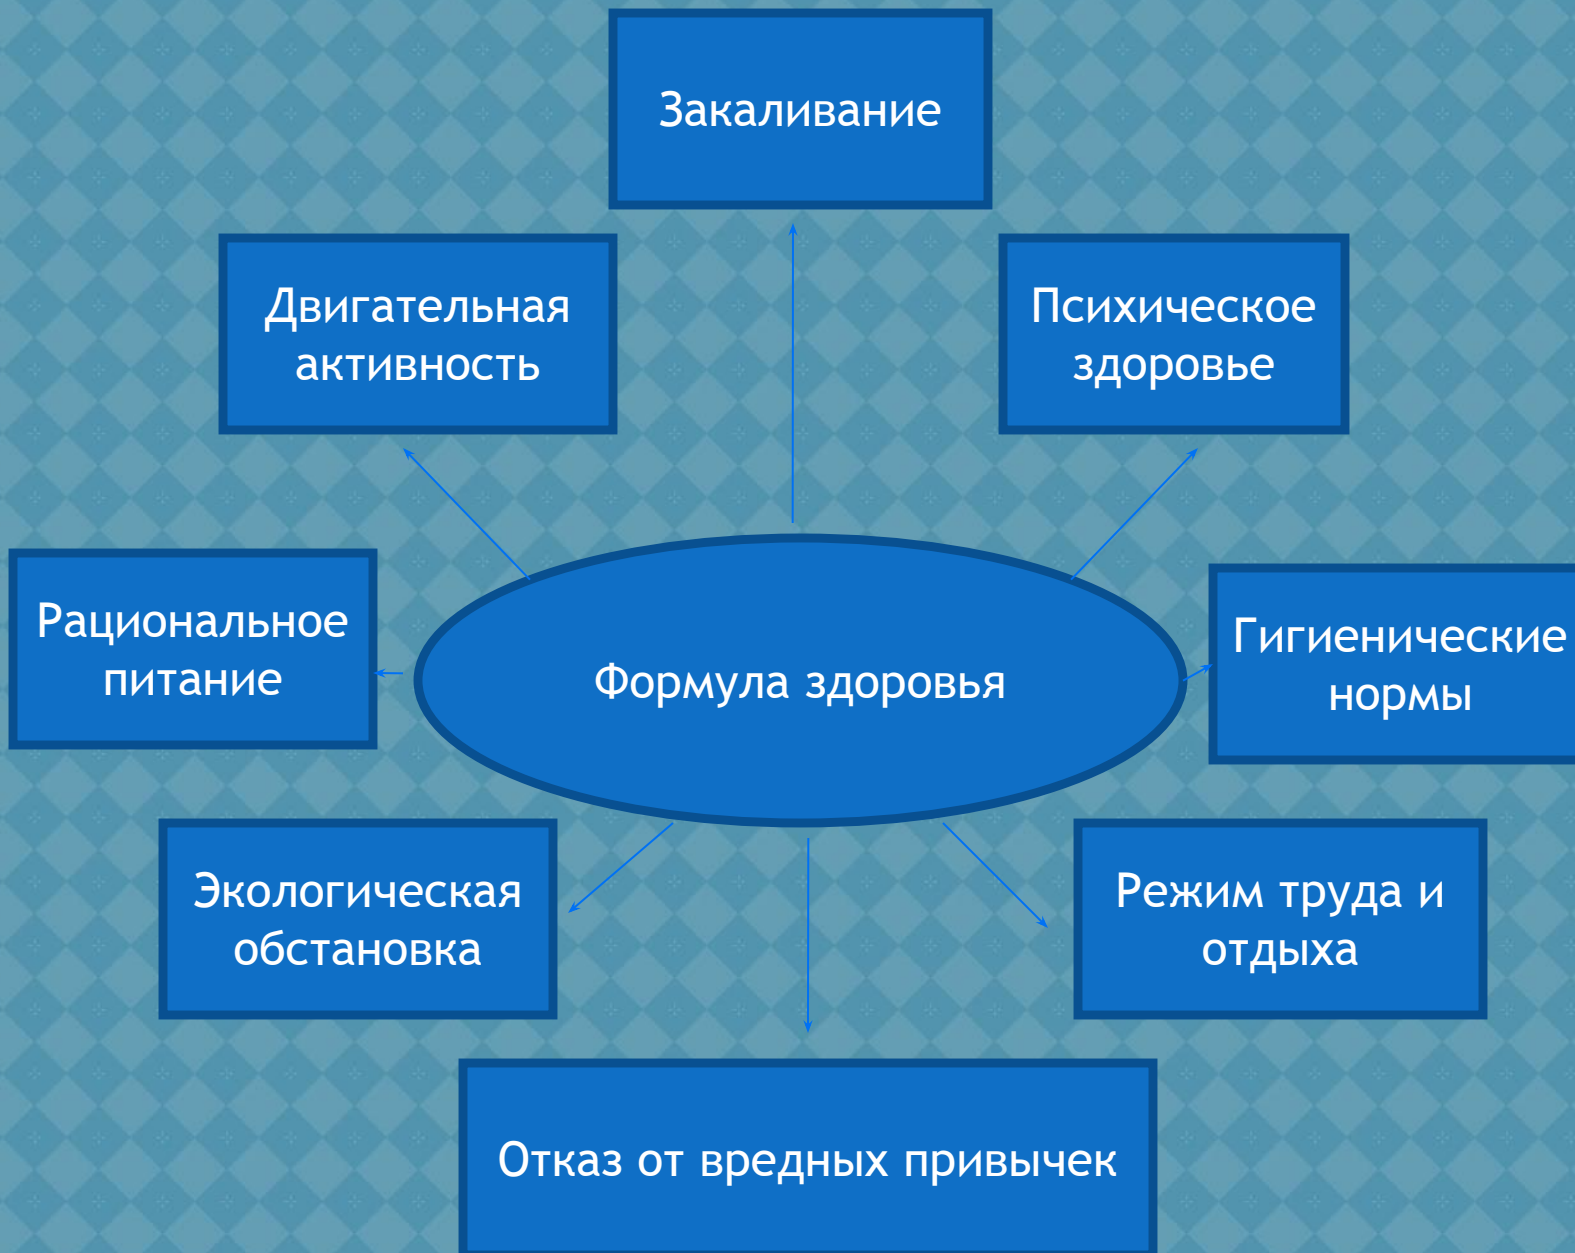 Закаливание
Двигательная
активность
Психическое
здоровье
Рациональное
питание
Формула здоровья
Гигиенические
нормы
Экологическая
обстановка
Режим труда и
отдыха
Отказ от вредных привычек